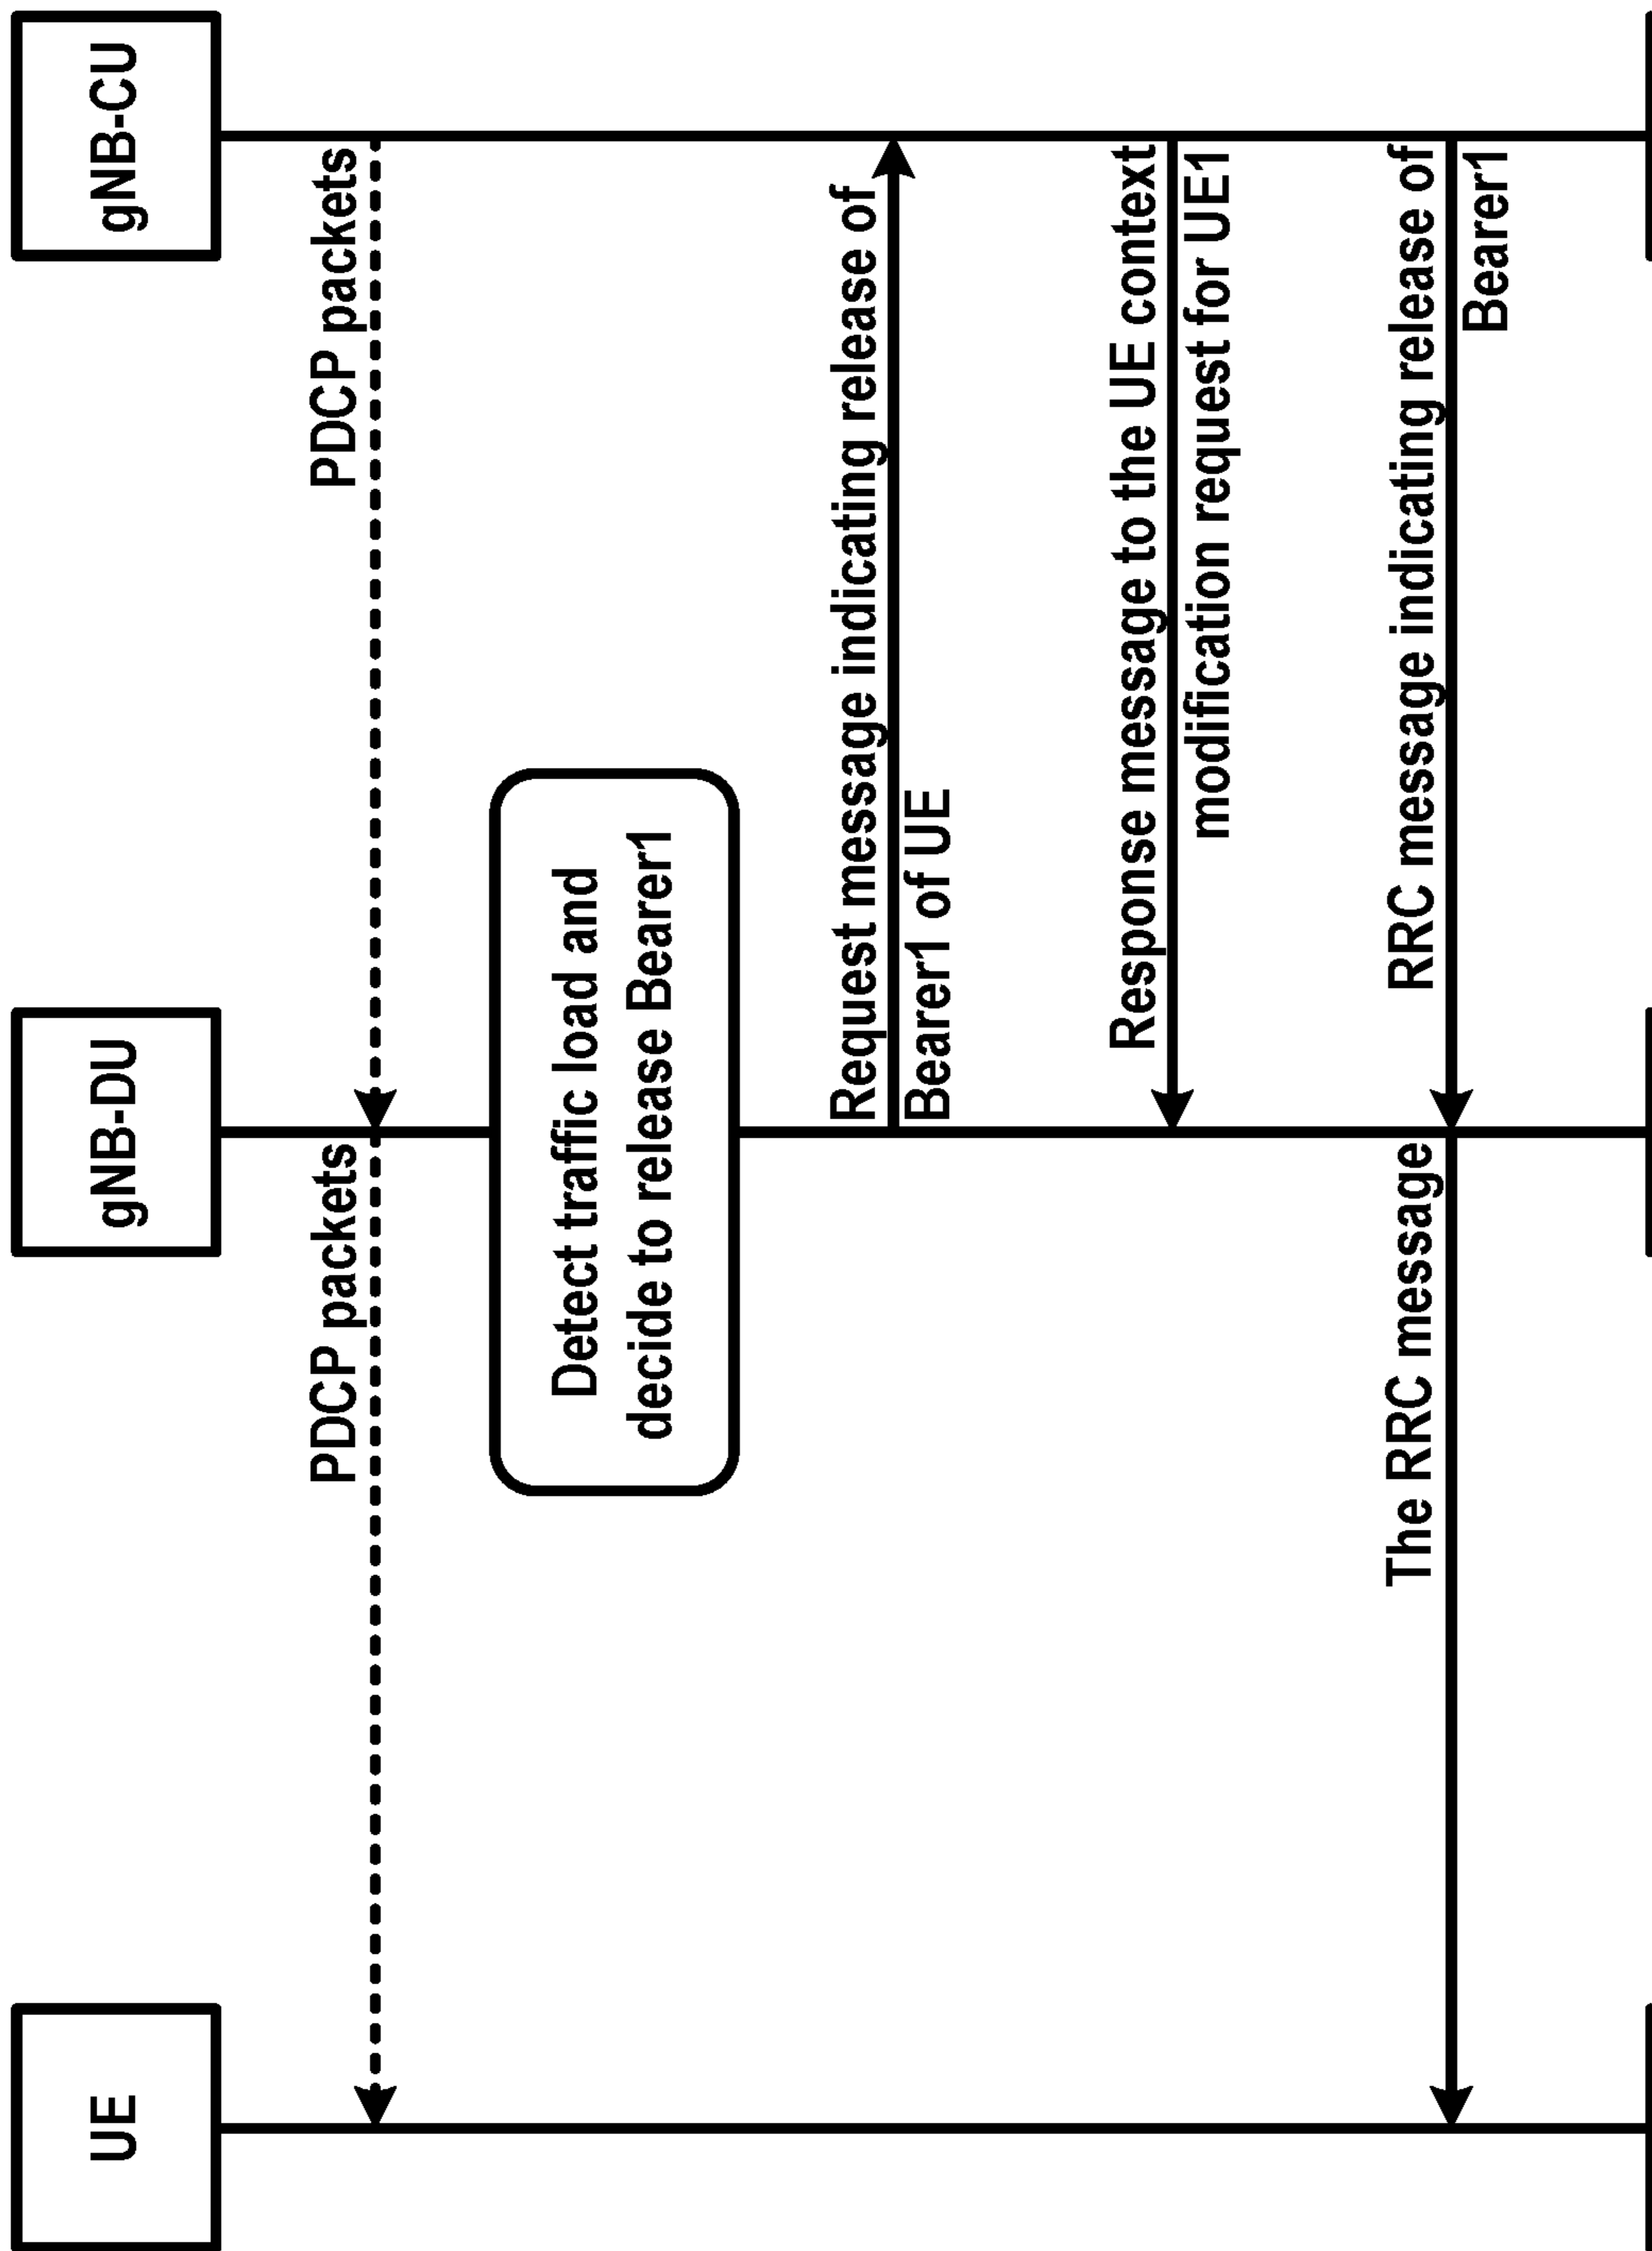 UE
gNB-DU
gNB-CU
PDCP packets
PDCP packets
Detect traffic load and
decide to release Bearer1
Request message indicating release of
Bearer1 of UE
Response message to the UE context
modification request for UE1
The RRC message
RRC message indicating release of
Bearer1